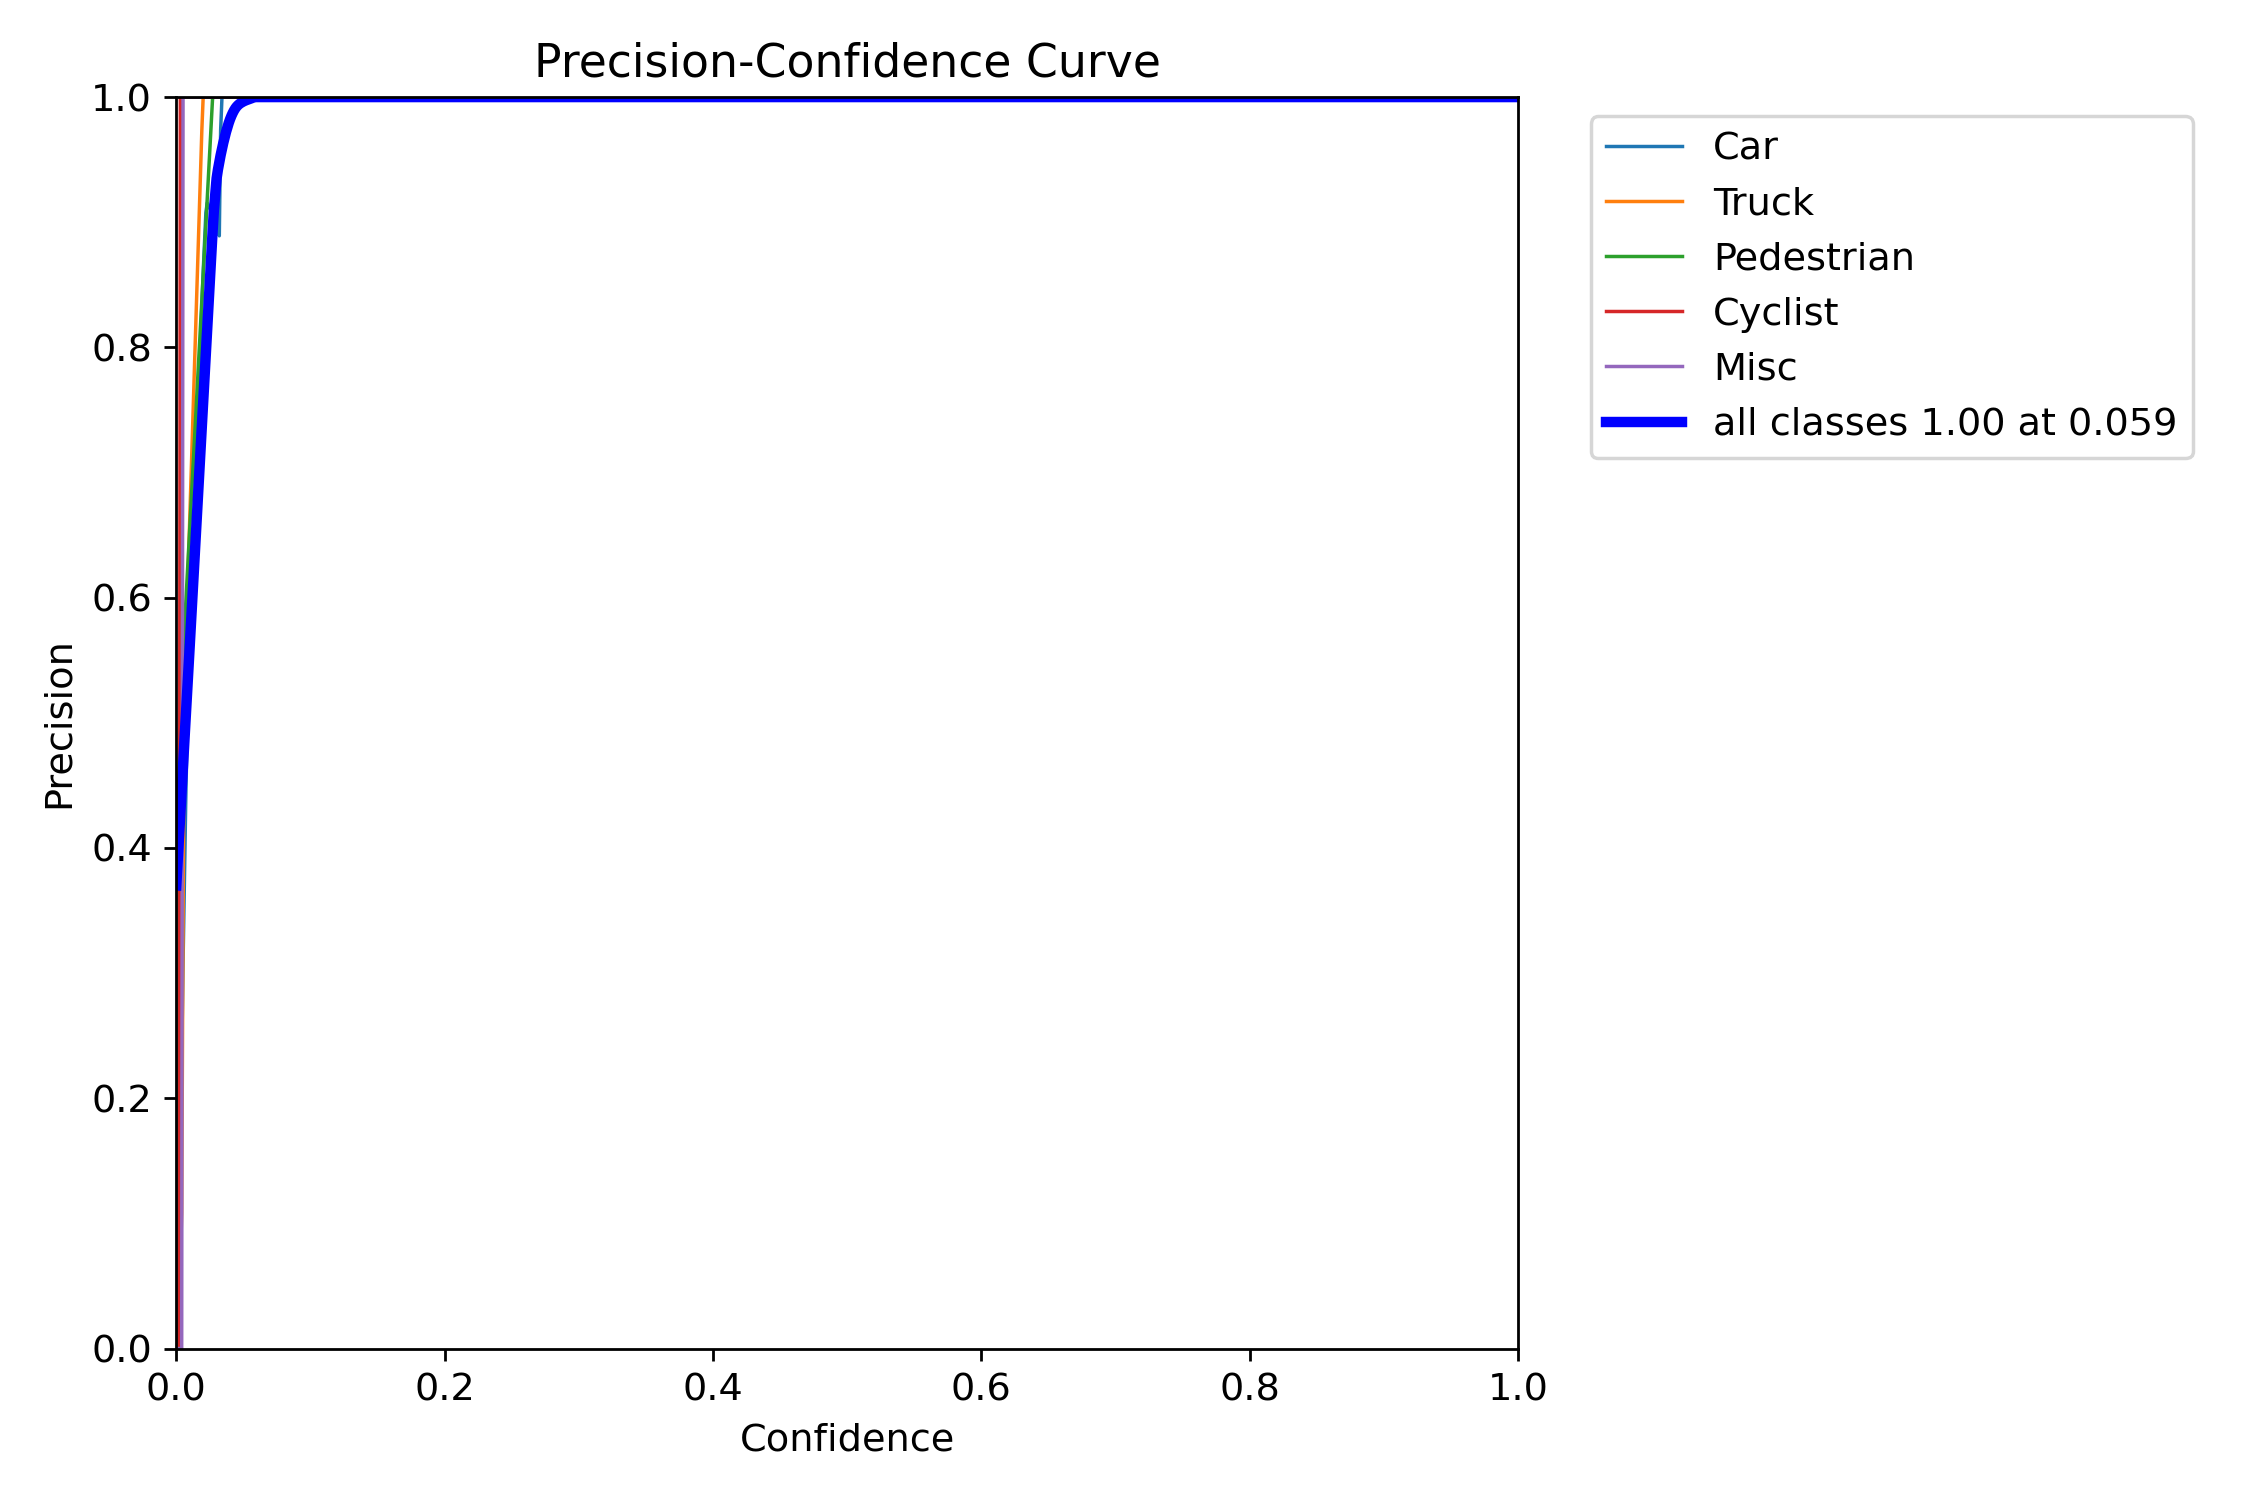 Precision-Confidence Curve
1.0
0.8
0.6
0.4
0.2
0.0
Precision
0.0 0.2 0.4 0.6 0.8 1.0
Confidence
Car
Truck
Pedestrian
Cyclist
Misc
all classes 1.00 at 0.059